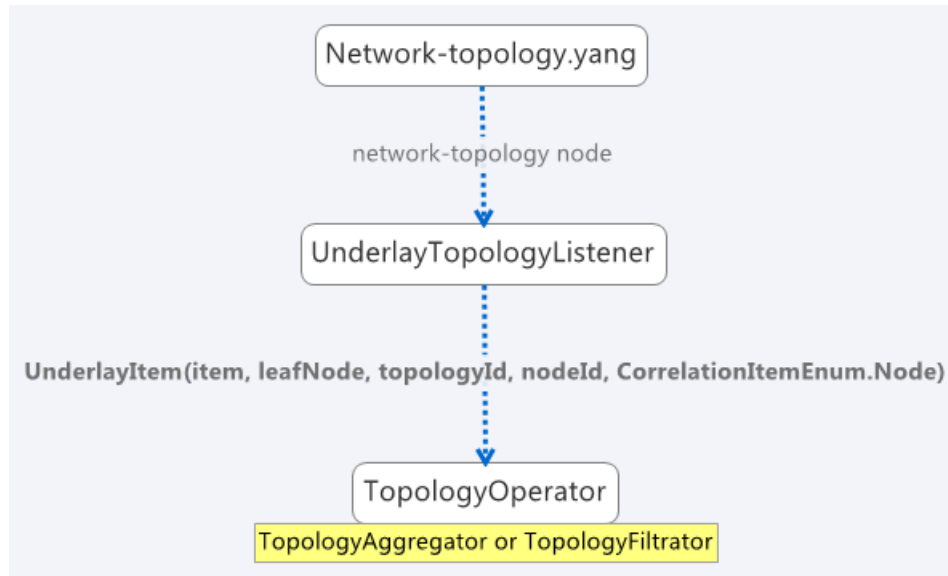 Network-topology.yang
network-topology node
UnderlayTopologyListener
UnderlayItem(item, leafNode, topologyId, nodeId, CorrelationItemEnum.Node)
TopologyOperator
TopologyAggregator or TopologyFiltrator